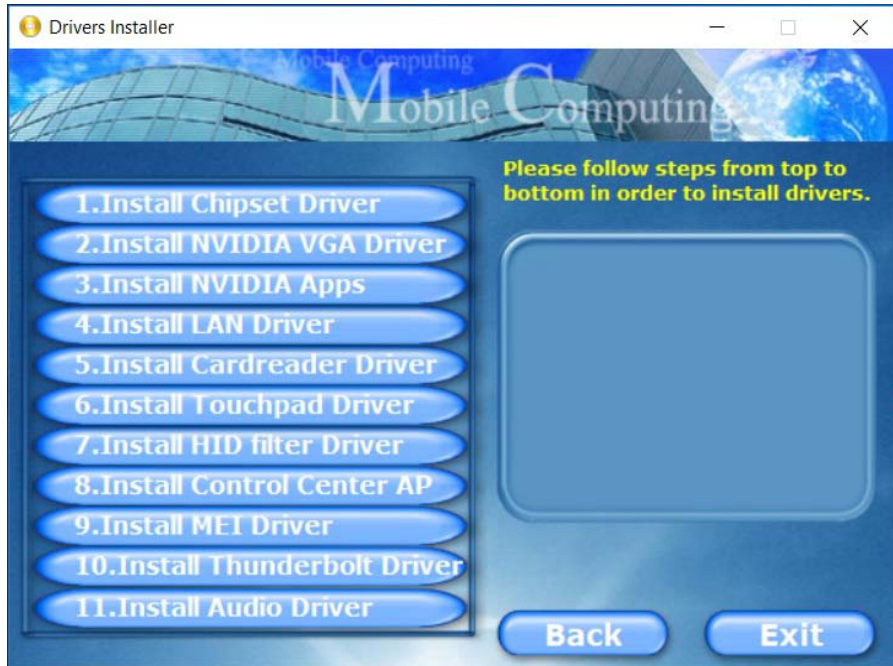 Drivers Installer
Mobile Computing
Mobile Computing
Please follow steps from top to
bottom in order to install drivers.
1.Install Chipset Driver
2.Install NVIDIA VGA Driver
3.Install NVIDIA Apps
4.Install LAN Driver
5.Install Cardreader Driver
6.Install Touchpad Driver
7.Install HID filter Driver
8.Install Control Center AP
9.Install MEI Driver
10.Install Thunderbolt Driver
11.Install Audio Driver
Back
Exit